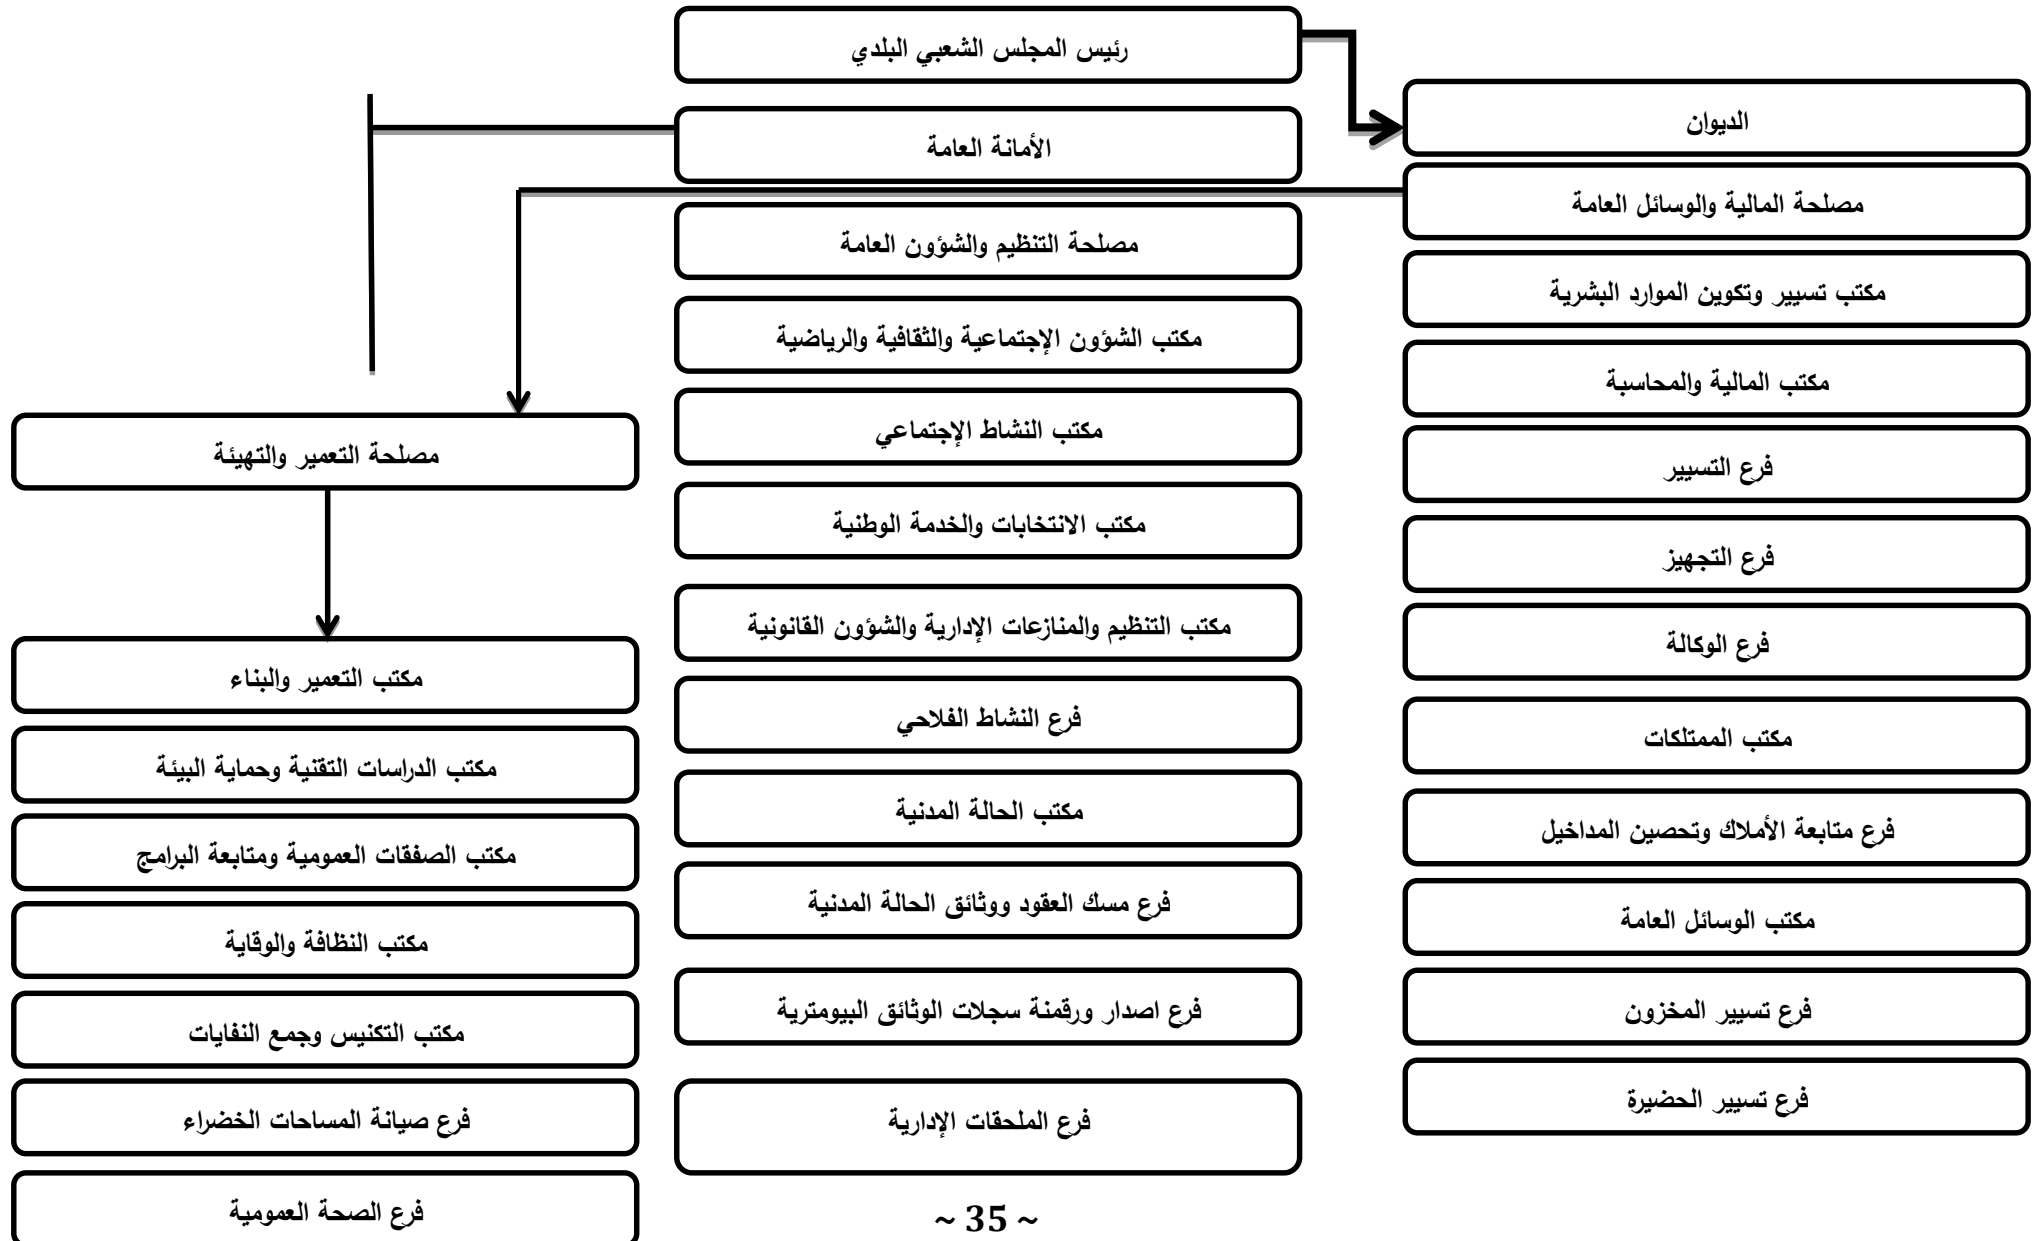 رئيس المجلس الشعبي البلدي
الأمانة العامة
الديوان
مصلحة المالية والوسائل العامة
مكتب تسيير وتكوين الموارد البشرية
مكتب المالية والمحاسبة
فرع التسيير
فرع التجهيز
فرع الوكالة
مكتب الممتلكات
فرع متابعة الأملاك وتحصين المداخيل
مكتب الوسائل العامة
فرع تسيير المخزون
فرع تسيير الحضيرة
مصلحة التنظيم والشؤون العامة
مكتب الشؤون الإجتماعية والثقافية والرياضية
مكتب النشاط الإجتماعي
مكتب الانتخابات والخدمة الوطنية
مكتب التنظيم والمنازعات الإدارية والشؤون القانونية
فرع النشاط الفلاحي
مكتب الحالة المدنية
فرع مسك العقود ووثائق الحالة المدنية
فرع اصدار ورقمنة سجلات الوثائق البيومترية
فرع الملحقات الإدارية
مصلحة التعمير والتهيئة
مكتب التعمير والبناء
مكتب الدراسات التقنية وحماية البيئة
مكتب الصفقات العمومية ومتابعة البرامج
مكتب النظافة والوقاية
مكتب التكنيس وجمع النفايات
فرع صيانة المساحات الخضراء
فرع الصحة العمومية
~ 35 ~